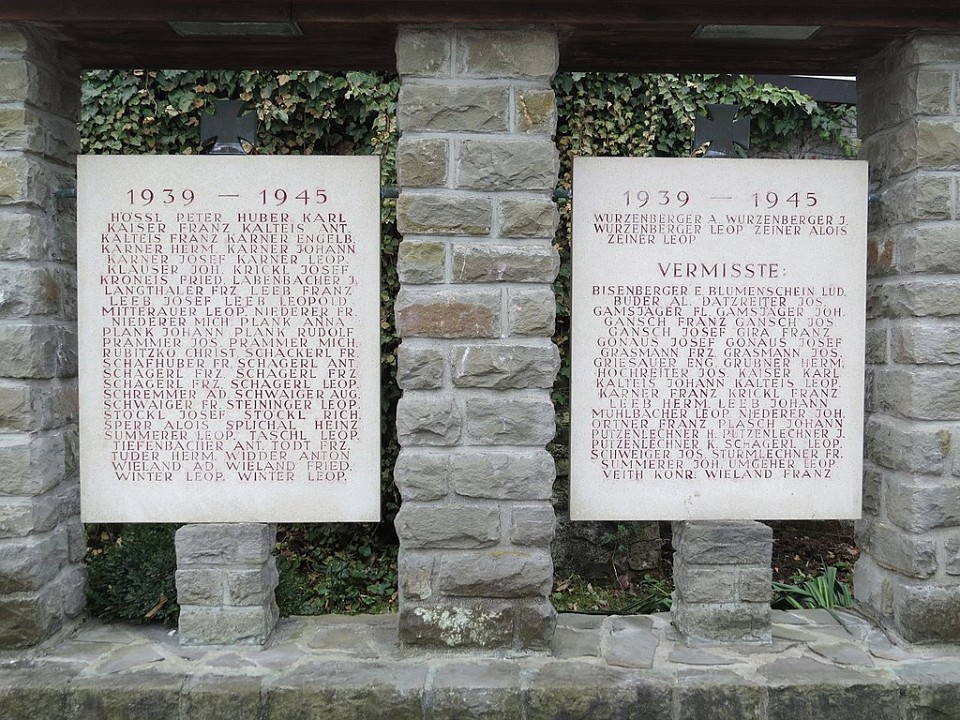 1939 — 1945
HÖSSL PETER HUBER KARL
KAISER FRANZ KALTEIS ANT.
KALTEIS FRANZ KARNER ENGELB.
KARNER HERM. KARNER JOHANN
KARNER JOSEF KARNER LEOP.
KLAUSER JOH. KRICKL JOSEF
KRONEIS FRIED. LABENBACHER J.
LANGTHALER FRZ. LEEB FRANZ
LEEB JOSEF LEEB LEOPOLD
MITTERAUER LEOP. NIEDERER FR.
NIEDERER MICH. PLANK ANNA
PLANK JOHANN PLANK RUDOLF
PRAMMER JOS. PRAMMER MICH.
RUBITZKO CHRIST. SCHACKERL FR.
SCHAFHUBER FR. SCHAGERL ANT.
SCHAGERL FRZ. SCHAGERL FRZ
SCHAGERL FRZ. SCHAGERL LEOP.
SCHREMMER AD. SCHWAIGER AUG.
SCHWAIGER FR. STEININGER LEOP.
STÖCKL JOSEF STÖCKL RICH.
SPERR ALOIS SPLICHAL HEINZ
SUMMERER LEOP. TASCHL LEOP.
TIEFENBACHER ANT. TODT FRZ.
TUDER HERM. WIDDER ANTON
WIELAND AD. WIELAND FRIED.
WINTER LEOP. WINTER LEOP.
1939 — 1945
WURZENBERGER A. WURZENBERGER J.
WURZENBERGER LEOP. ZEINER ALOIS
ZEINER LEOP.
VERMISSTE:
BISENBERGER E. BLUMENSCHEIN LUD.
BUDER AL. DATZREITER JOS.
GAMSJÄGER FL. GAMSJÄGER JOH.
GANSCH FRANZ GANSCH JOS
GANSCH JOSEF GIRA FRANZ
GONAUS JOSEF GONAUS JOSEF
GRASMANN FRZ. GRASMANN JOS.
GRIESAUER ENG. GRUBNER HERM.
HOCHREITER JOS. KAISER KARL
KALTEIS JOHANN KALTEIS LEOP.
KARNER FRANZ KRICKL FRANZ
LEEB HERM. LEEB JOHANN
MÜHLBACHER LEOP. NIEDERER JOH.
ORTNER FRANZ PLASCH JOHANN
PUTZENLECHNER H. PUTZENLECHNER J.
PUTZENLECHNER K. SCHAGERL LEOP.
SCHWEIGER JOS. STURMLECHNER FR.
SUMMERER JOH. UMGEHER LEOP.
VEITH KONR. WIELAND FRANZ